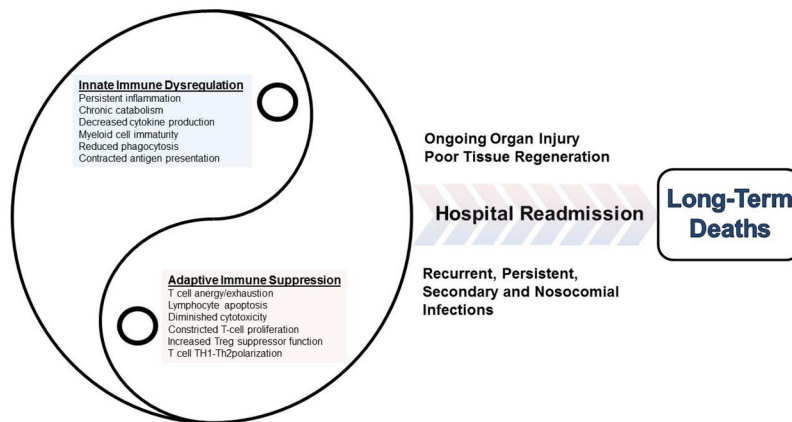 Innate Immune Dysregulation
Persistent inflammation
Chronic catabolism
Decreased cytokine production
Myeloid cell immaturity
Reduced phagocytosis
Contracted antigen presentation
Adaptive Immune Suppression
T cell anergy/exhaustion
Lymphocyte apoptosis
Diminished cytotoxicity
Constricted T-cell proliferation
Increased Treg suppressor function
T cell TH1-Th2polarization
Ongoing Organ Injury
Poor Tissue Regeneration
Hospital Readmission
Recurrent, Persistent,
Secondary and Nosocomial
Infections
Long-Term
Deaths